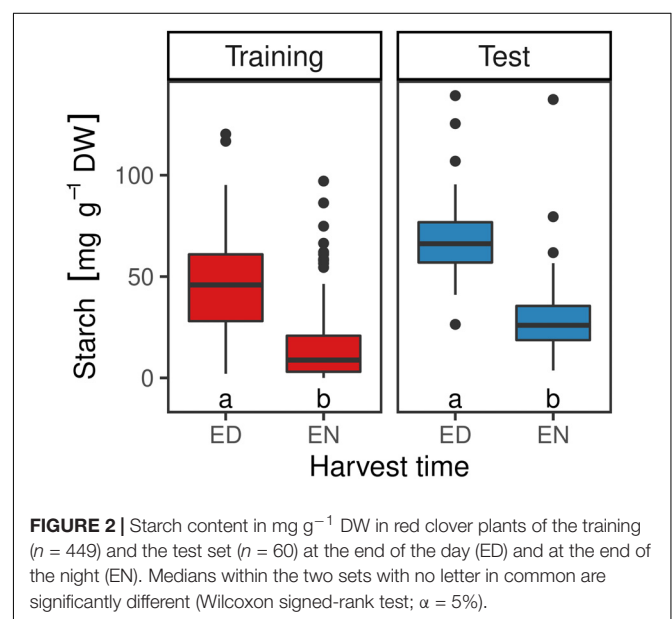 Training Test
Starch [mg g⁻¹ DW]
100
50
0
a b a b
ED EN ED EN
Harvest time
FIGURE 2 | Starch content in mg g⁻¹ DW in red clover plants of the training
(n = 449) and the test set (n = 60) at the end of the day (ED) and at the end of
the night (EN). Medians within the two sets with no letter in common are
significantly different (Wilcoxon signed-rank test; α = 5%).